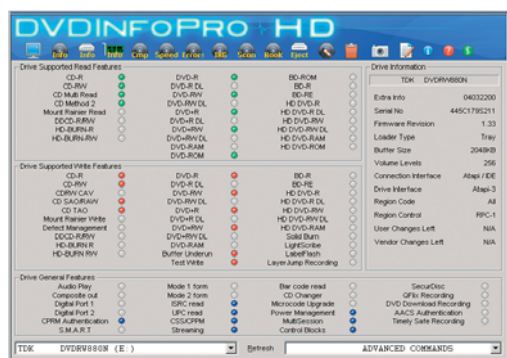 DVDINFOPRO HD
Info Info Info Cmp Speed Errors JRG Scan Book Eject
Drive Supported Read Features
CD-R DVD-R BD-ROM
CD-RW DVD-R DL BD-R
CD Multi Read DVD-RW BD-RE
CD Method 2 DVD-RW DL HD DVD-R
Mount Rainier Read DVD+R HD DVD-R DL
DDCD-R/RW DVD+R DL HD DVD-RW
HD-BURN-R DVD+RW HD DVD-RW DL
HD-BURN-RW DVD+RW DL HD DVD-RAM
DVD-RAM HD DVD-ROM
DVD-ROM
Drive Supported Write Features
CD-R DVD-R BD-R
CD-RW DVD-R DL BD-RE
CDRW CAV DVD-RW HD DVD-R
CD SAO/RAW DVD-RW DL HD DVD-R DL
CD TAO DVD+R HD DVD-RW
Mount Rainier Write DVD+R DL HD DVD-RW DL
Defect Management DVD+RW HD DVD-RAM
DDCD-R/RW DVD+RW DL Solid Burn
HD-BURN R DVD-RAM LightScribe
HD-BURN RW Buffer Underun LabelFlash
Test Write LayerJump Recording
Drive General Features
Audio Play Mode 1 form Bar code read SecurDisc
Composite out Mode 2 form CD Changer QFlix Recording
Digital Port 1 ISRC read Microcode Upgrade DVD Download Recording
Digital Port 2 UPC read Power Management AACS Authentication
CPRM Authentication CSS/CPPM MultiSession Timely Safe Recording
S.M.A.R.T Streaming Control Blocks
Drive Information
TDK DVDRW880N
Extra Info 04032200
Serial No 445C179S211
Firmware Revision 1.33
Loader Type Tray
Buffer Size 2048KB
Volume Levels 256
Connection Interface Atapi / IDE
Drive Interface Atapi-3
Region Code All
Region Control RPC-1
User Changes Left N/A
Vendor Changes Left N/A
TDK DVDRW880N (E:) Refresh ADVANCED COMMANDS